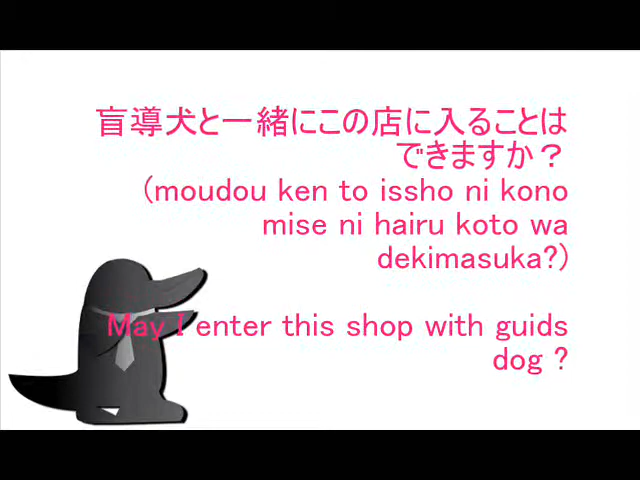 盲導犬と一緒にこの店に入ることは
できますか？
(moudou ken to issho ni kono
mise ni hairu koto wa
dekimasuka?)
May I enter this shop with guids
dog ?